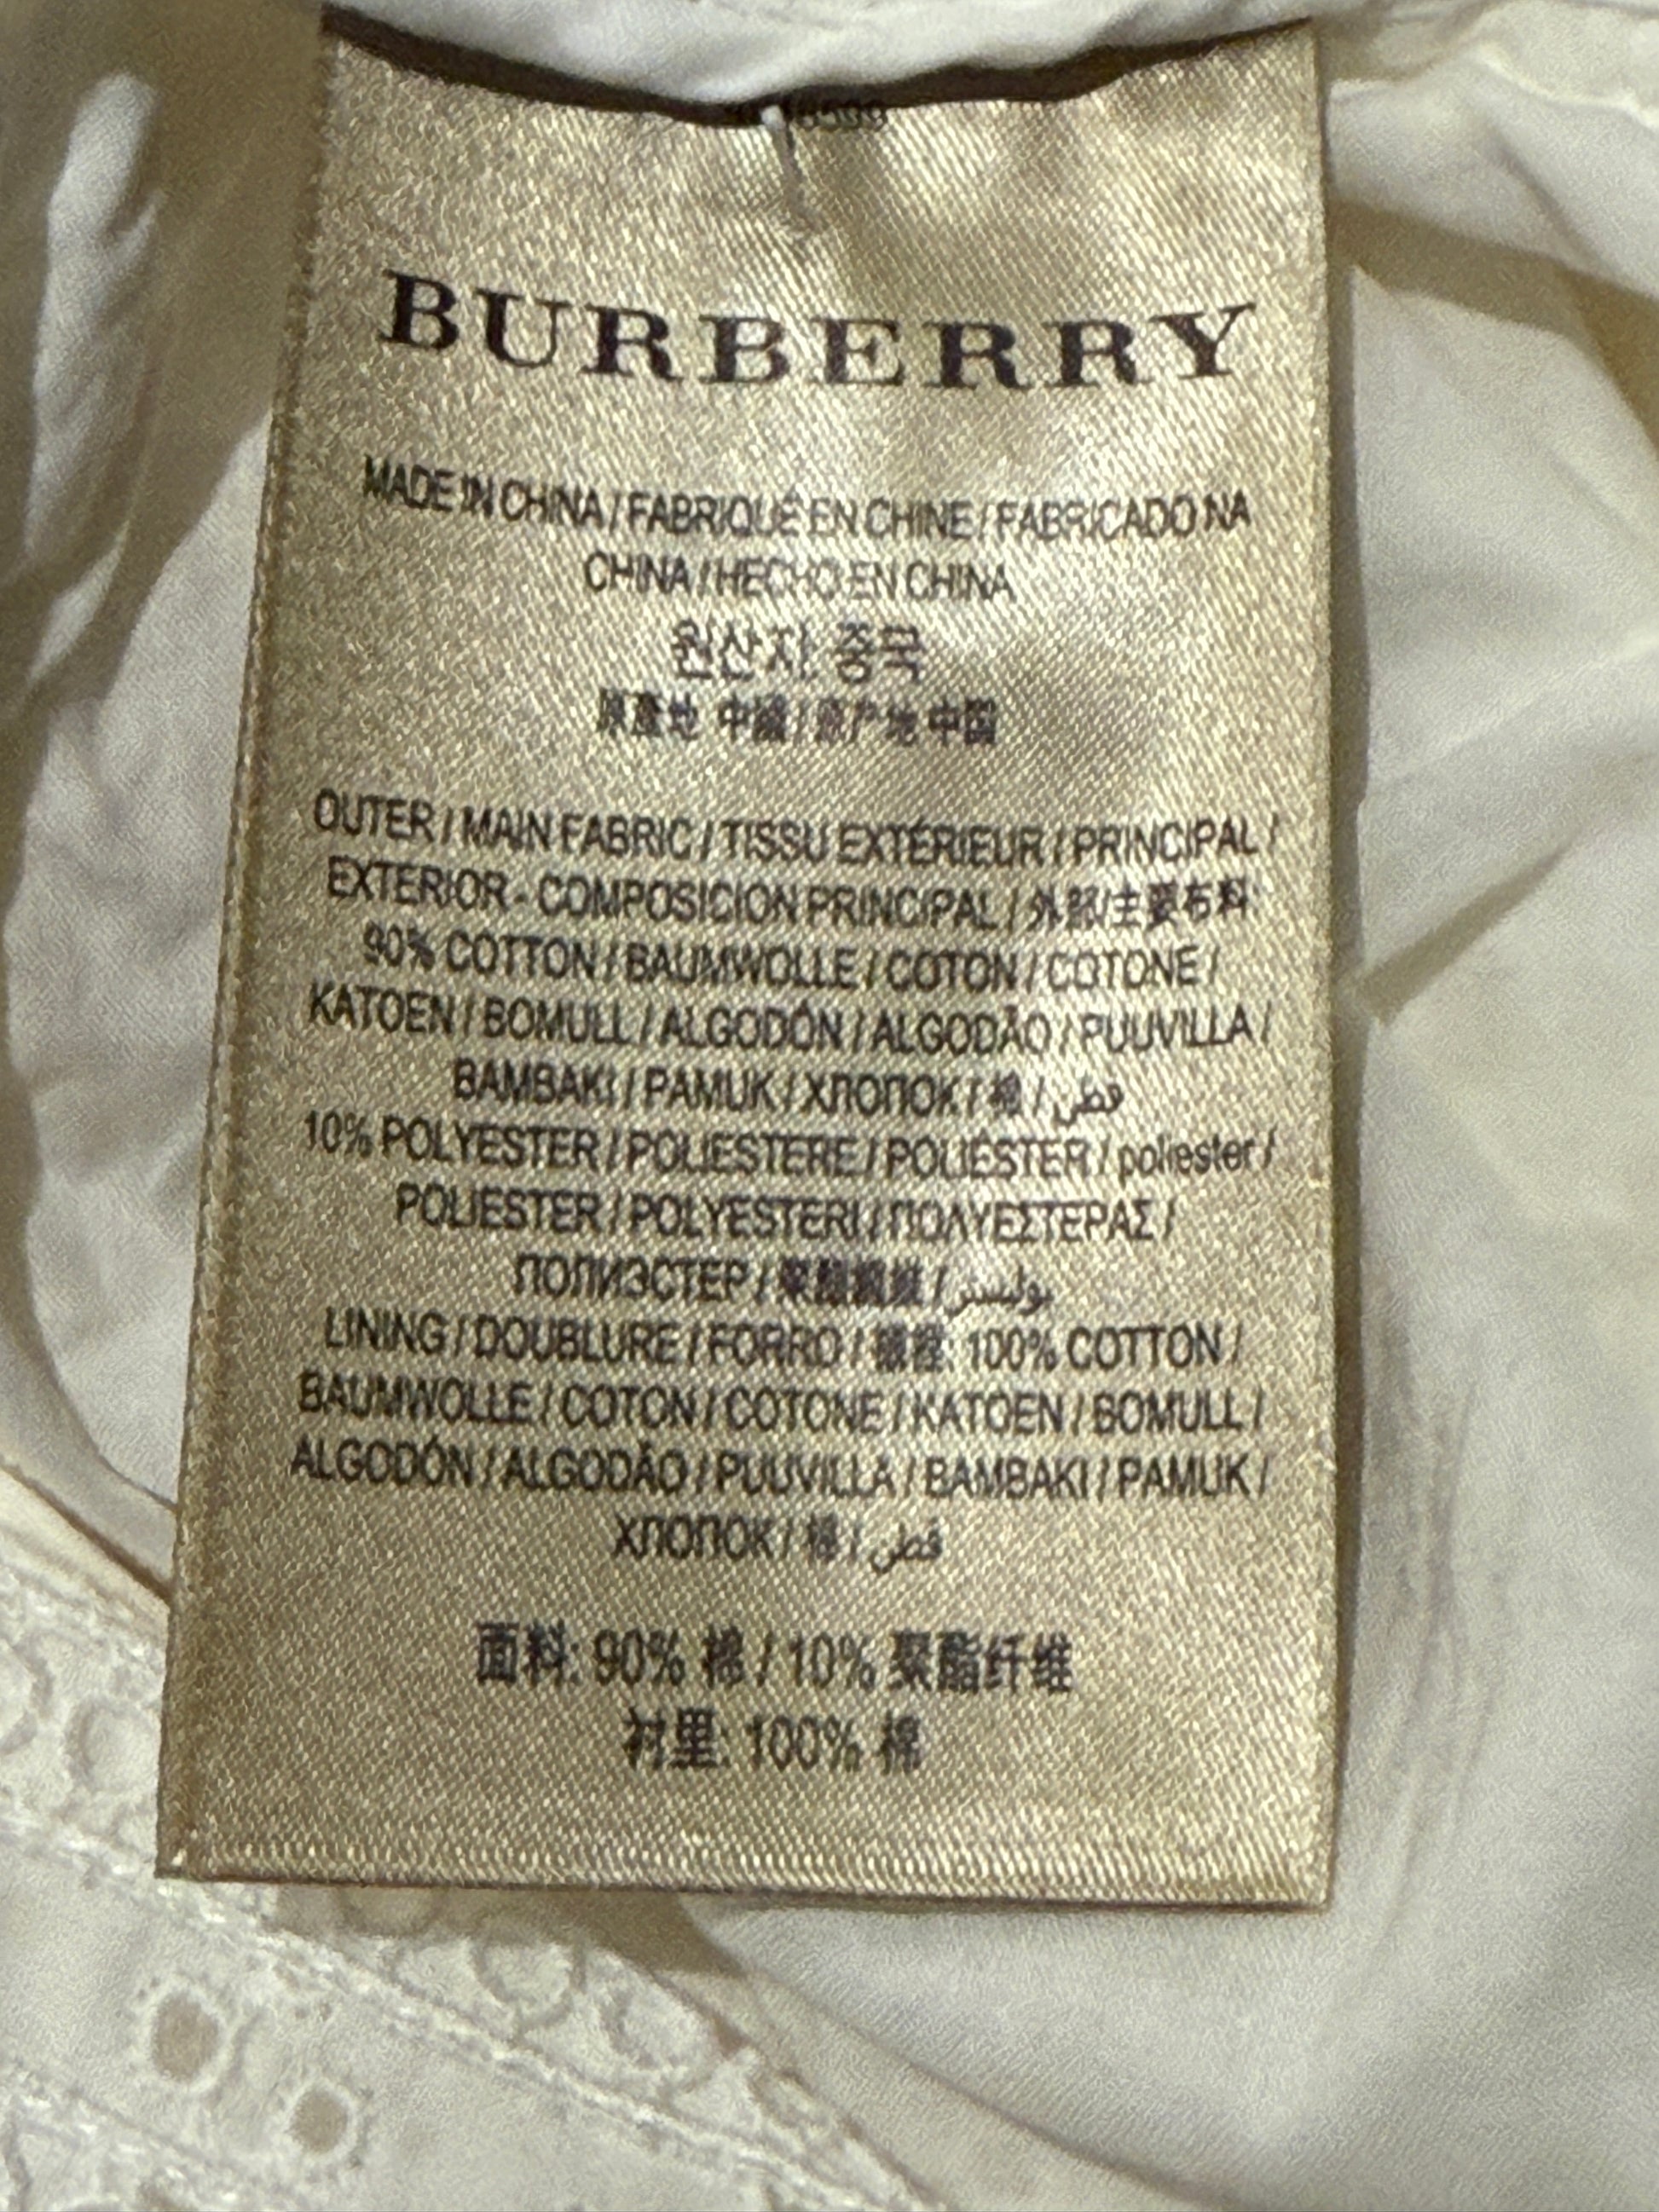 BURBERRY
MADE IN CHINA / FABRIQUÉ EN CHINE / FABRICADO NA
CHINA / HECHO EN CHINA
원산지: 중국
原產地 中國 / 原产地 中国
OUTER / MAIN FABRIC / TISSU EXTÉRIEUR / PRINCIPAL /
EXTERIOR - COMPOSICION PRINCIPAL / 外部/主要布料:
90% COTTON / BAUMWOLLE / COTON / COTONE /
KATOEN / BOMULL / ALGODÓN / ALGODÃO / PUUVILLA /
BAMBAKI / PAMUK / ХЛОПОК / 棉 / قطن
10% POLYESTER / POLIESTERE / POLIÉSTER / poliester /
POLIESTER / POLYESTERI / ΠΟΛΥΕΣΤΕΡΑΣ /
ПОЛИЭСТЕР / 聚酯纖維 / بوليستر
LINING / DOUBLURE / FORRO / 100% COTTON /
BAUMWOLLE / COTON / COTONE / KATOEN / BOMULL /
ALGODÓN / ALGODÃO / PUUVILLA / BAMBAKI / PAMUK /
ХЛОПОК / 棉 / قطن
面料: 90% 棉 / 10% 聚酯纤维
衬里: 100% 棉